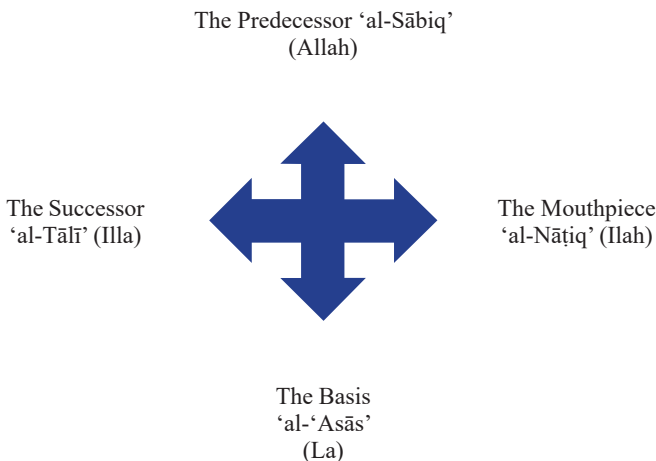 The Predecessor ‘al-Sābiq’
(Allah)
The Successor
‘al-Tālī’ (Illa)
The Mouthpiece
‘al-Nāṭiq’ (Ilah)
The Basis
‘al-‘Asās’
(La)